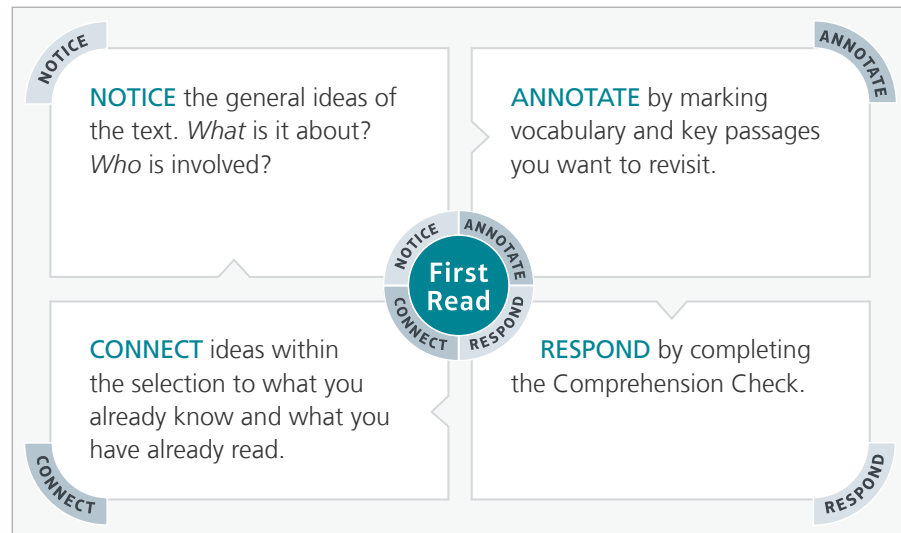 NOTICE
NOTICE the general ideas of
the text. What is it about?
Who is involved?
ANNOTATE
ANNOTATE by marking
vocabulary and key passages
you want to revisit.
NOTICE
ANNOTATE
First
Read
CONNECT
RESPOND
CONNECT ideas within
the selection to what you
already know and what you
have already read.
CONNECT
RESPOND by completing
the Comprehension Check.
RESPOND